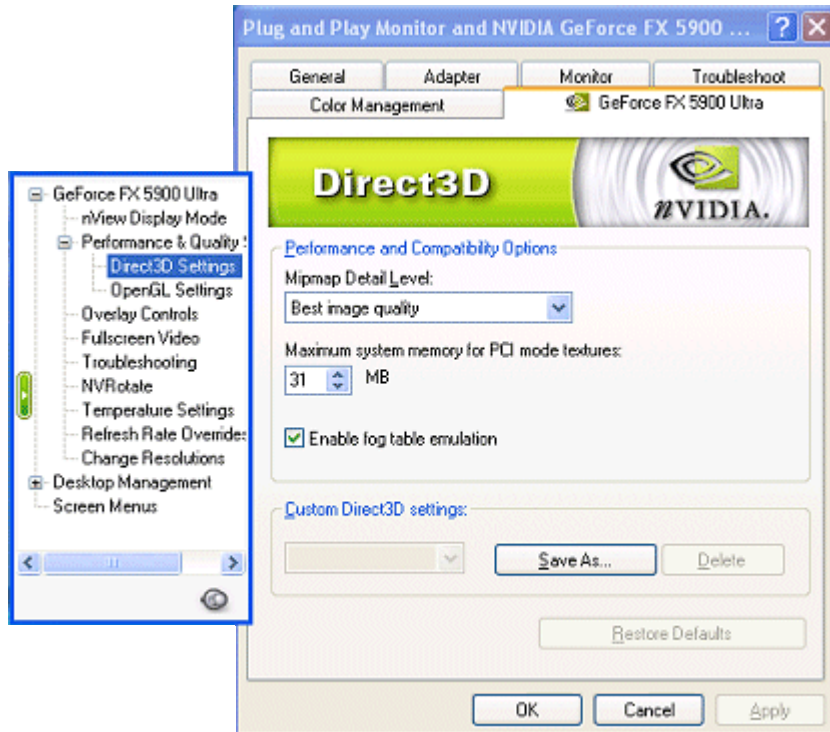 Plug and Play Monitor and NVIDIA GeForce FX 5900 ...
General Adapter Monitor Troubleshoot
Color Management GeForce FX 5900 Ultra
Direct3D
nVIDIA.
GeForce FX 5900 Ultra
nView Display Mode
Performance & Quality S
Direct3D Settings
OpenGL Settings
Overlay Controls
Fullscreen Video
Troubleshooting
NVRotate
Temperature Settings
Refresh Rate Overrides
Change Resolutions
Desktop Management
Screen Menus
Performance and Compatibility Options
Mipmap Detail Level:
Best image quality
Maximum system memory for PCI mode textures:
31 MB
Enable fog table emulation
Custom Direct3D settings:
Save As... Delete
Restore Defaults
OK Cancel Apply